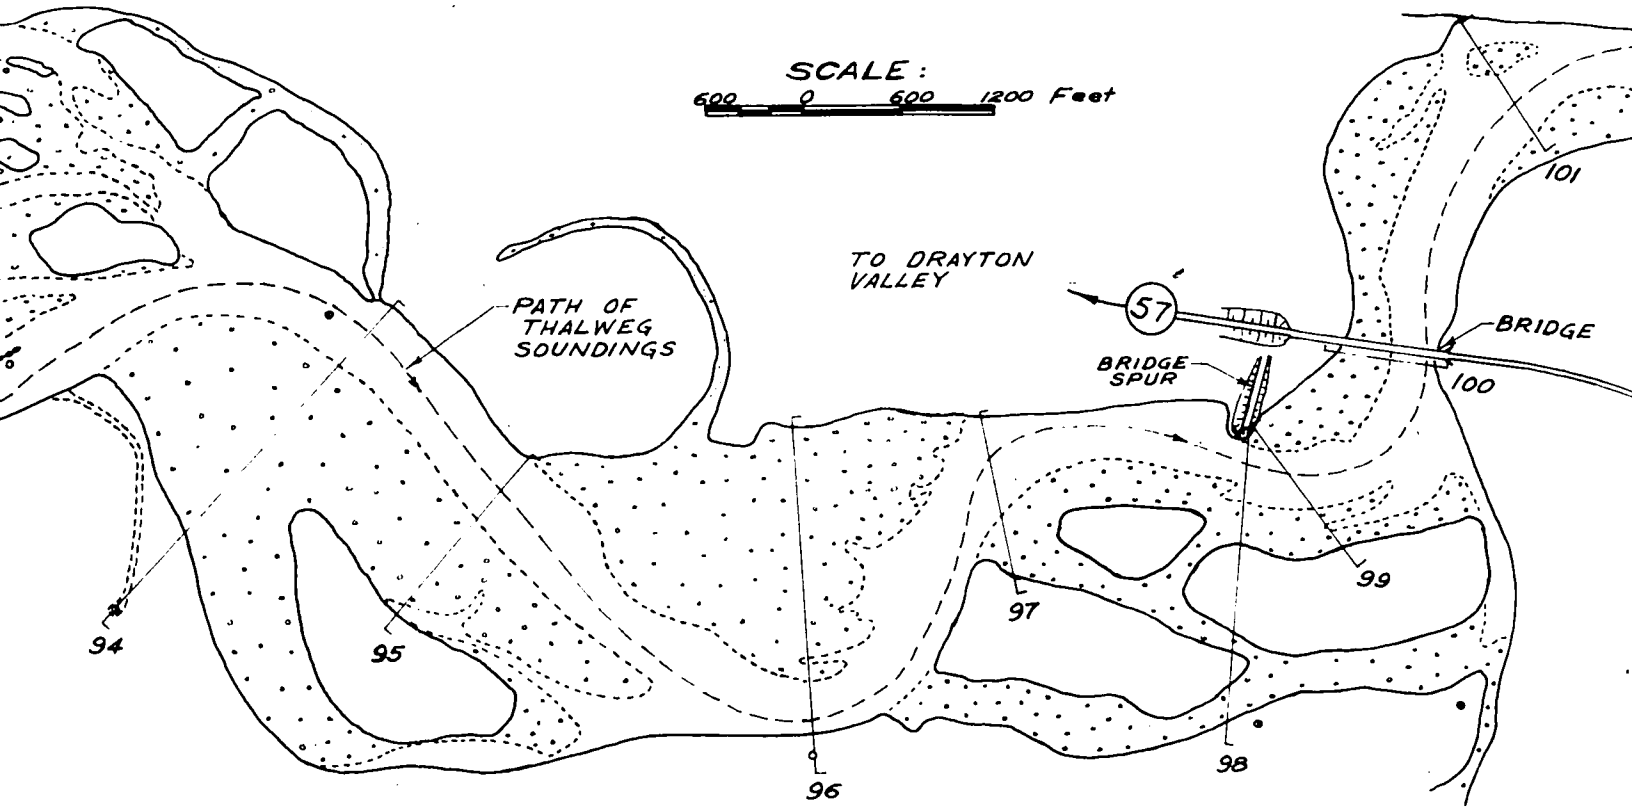 SCALE :
600 0 600 1200 Feet
101
TO DRAYTON
VALLEY
57
PATH OF
THALWEG
SOUNDINGS
BRIDGE
BRIDGE
SPUR
100
99
97
94
95
98
96